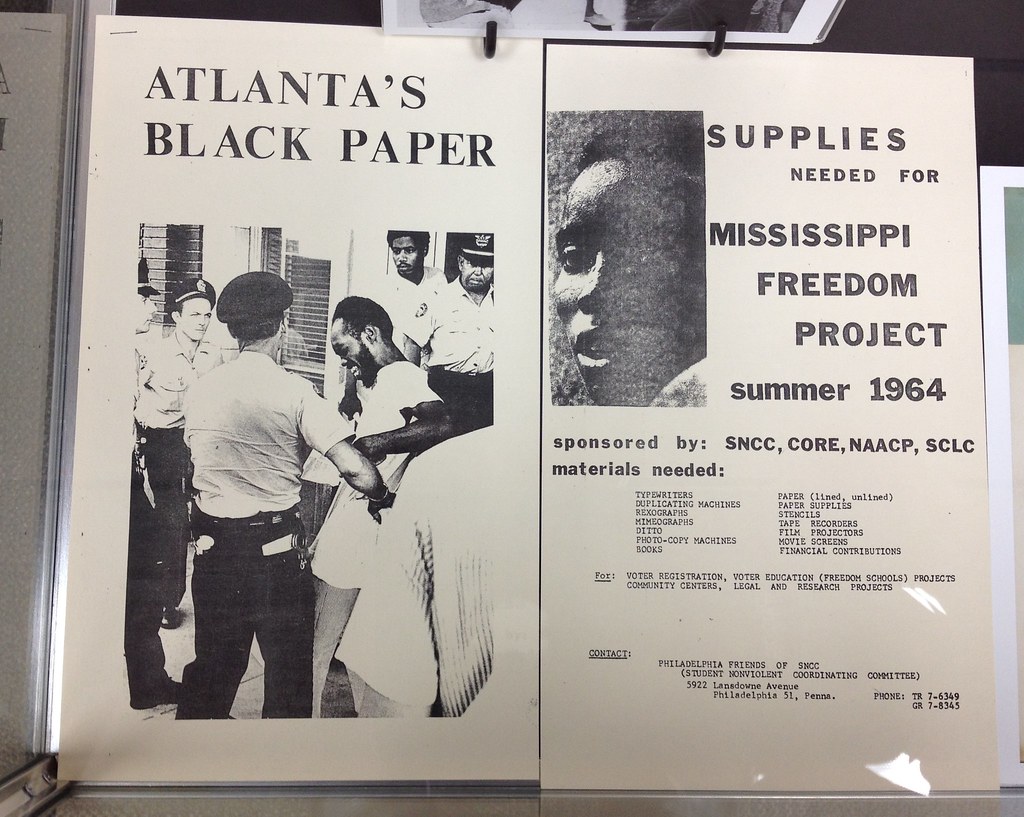 ATLANTA'S
BLACK PAPER
SUPPLIES
NEEDED FOR
MISSISSIPPI
FREEDOM
PROJECT
summer 1964
sponsored by: SNCC, CORE, NAACP, SCLC
materials needed:
TYPEWRITERS
DUPLICATING MACHINES
REXOGRAPHS
MIMEOGRAPHS
DITTO
PHOTO-COPY MACHINES
BOOKS
PAPER (lined, unlined)
PAPER SUPPLIES
STENCILS
TAPE RECORDERS
FILM PROJECTORS
MOVIE SCREENS
FINANCIAL CONTRIBUTIONS
For: VOTER REGISTRATION, VOTER EDUCATION (FREEDOM SCHOOLS) PROJECTS
COMMUNITY CENTERS, LEGAL AND RESEARCH PROJECTS
CONTACT:
PHILADELPHIA FRIENDS OF SNCC
(STUDENT NONVIOLENT COORDINATING COMMITTEE)
5922 Lansdowne Avenue
Philadelphia 51, Penna. PHONE: TR 7-6349
GR 7-8345